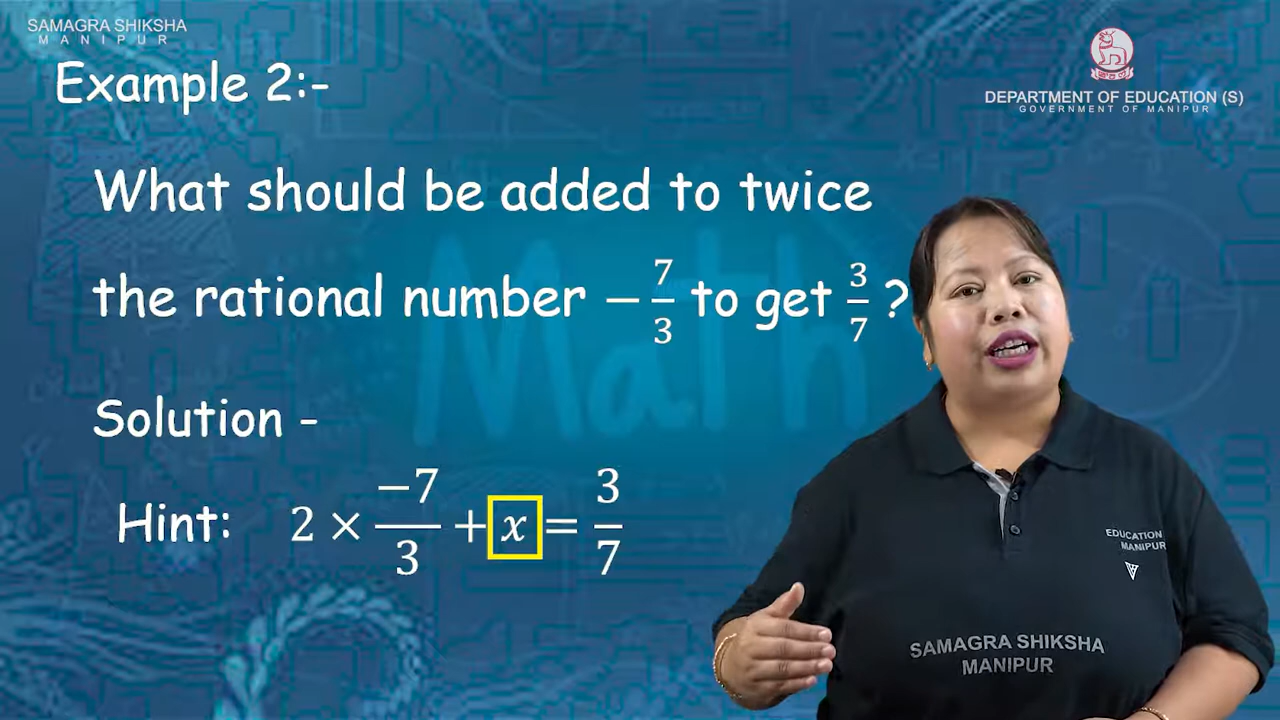 SAMAGRA SHIKSHA
MANIPUR
DEPARTMENT OF EDUCATION (S)
GOVERNMENT OF MANIPUR
Example 2:-
What should be added to twice
the rational number −7/3 to get 3/7 ?
Math
Solution -
Hint: 2 × −7/3 + x = 3/7
EDUCATION
MANIPUR
SAMAGRA SHIKSHA
MANIPUR